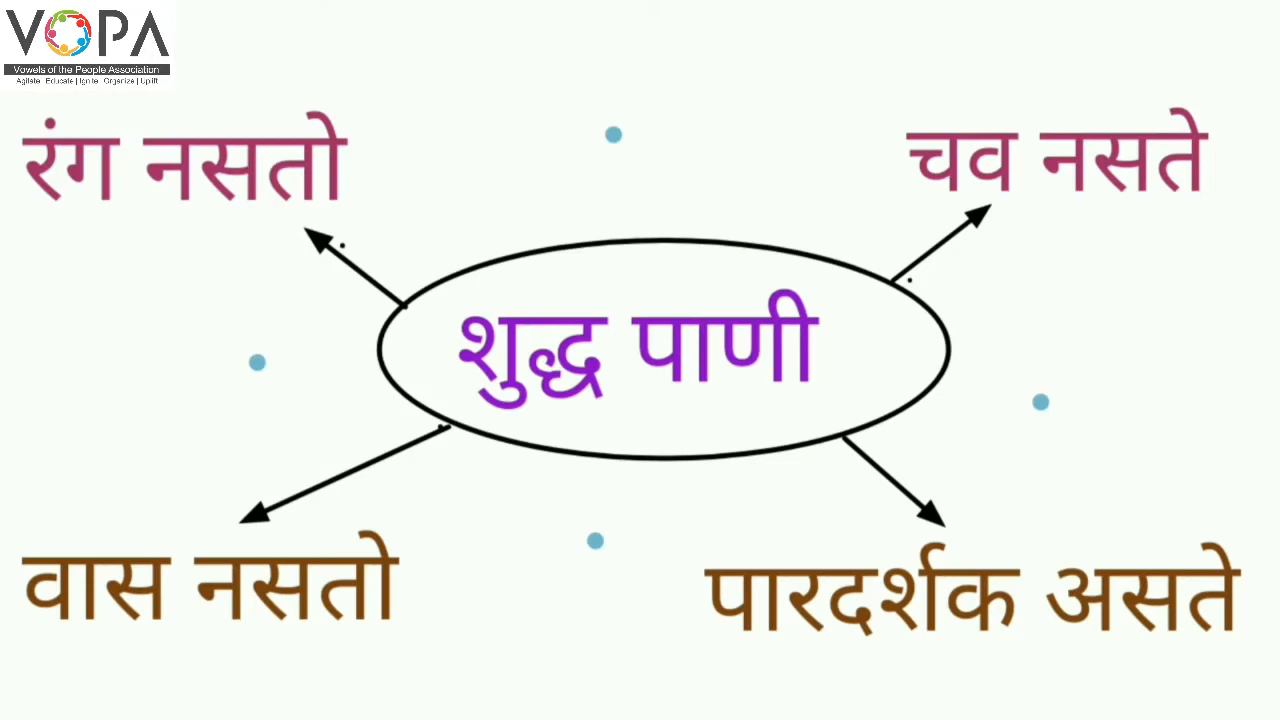 VOPA
Vowels of the People Association
Agitate | Educate | Ignite | Organize | Uplift
रंग नसतो
चव नसते
शुद्ध पाणी
वास नसतो
पारदर्शक असते